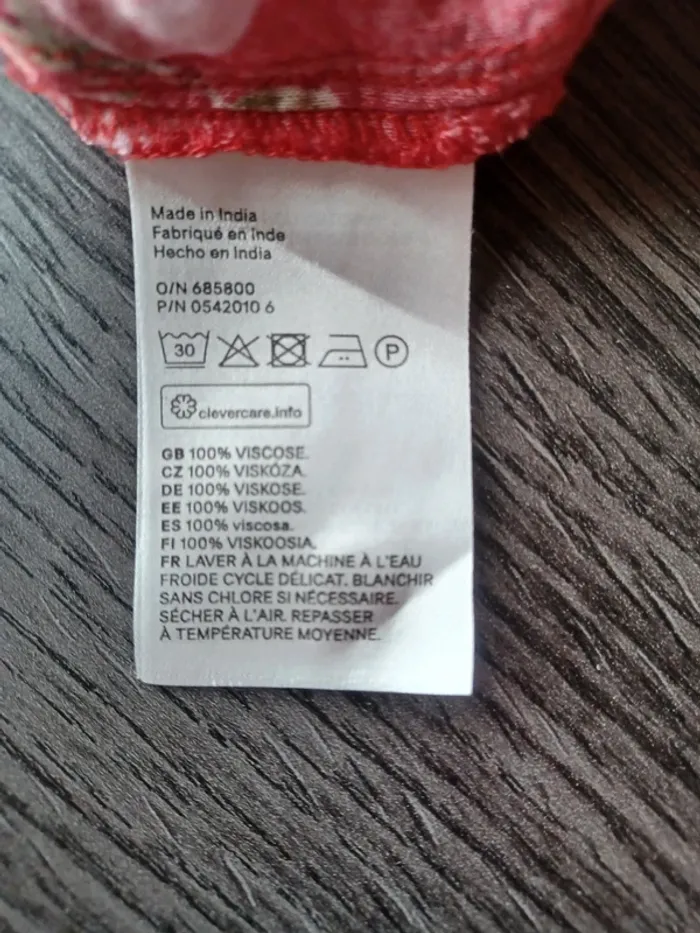 Made in India
Fabriqué en Inde
Hecho en India
O/N 685800
P/N 0542010 6
30 P
clevercare.info
GB 100% VISCOSE.
CZ 100% VISKÓZA.
DE 100% VISKOSE.
EE 100% VISKOOS.
ES 100% viscosa.
FI 100% VISKOOSIA.
FR LAVER À LA MACHINE À L'EAU
FROIDE CYCLE DÉLICAT. BLANCHIR
SANS CHLORE SI NÉCESSAIRE.
SÉCHER À L'AIR. REPASSER
À TEMPÉRATURE MOYENNE.